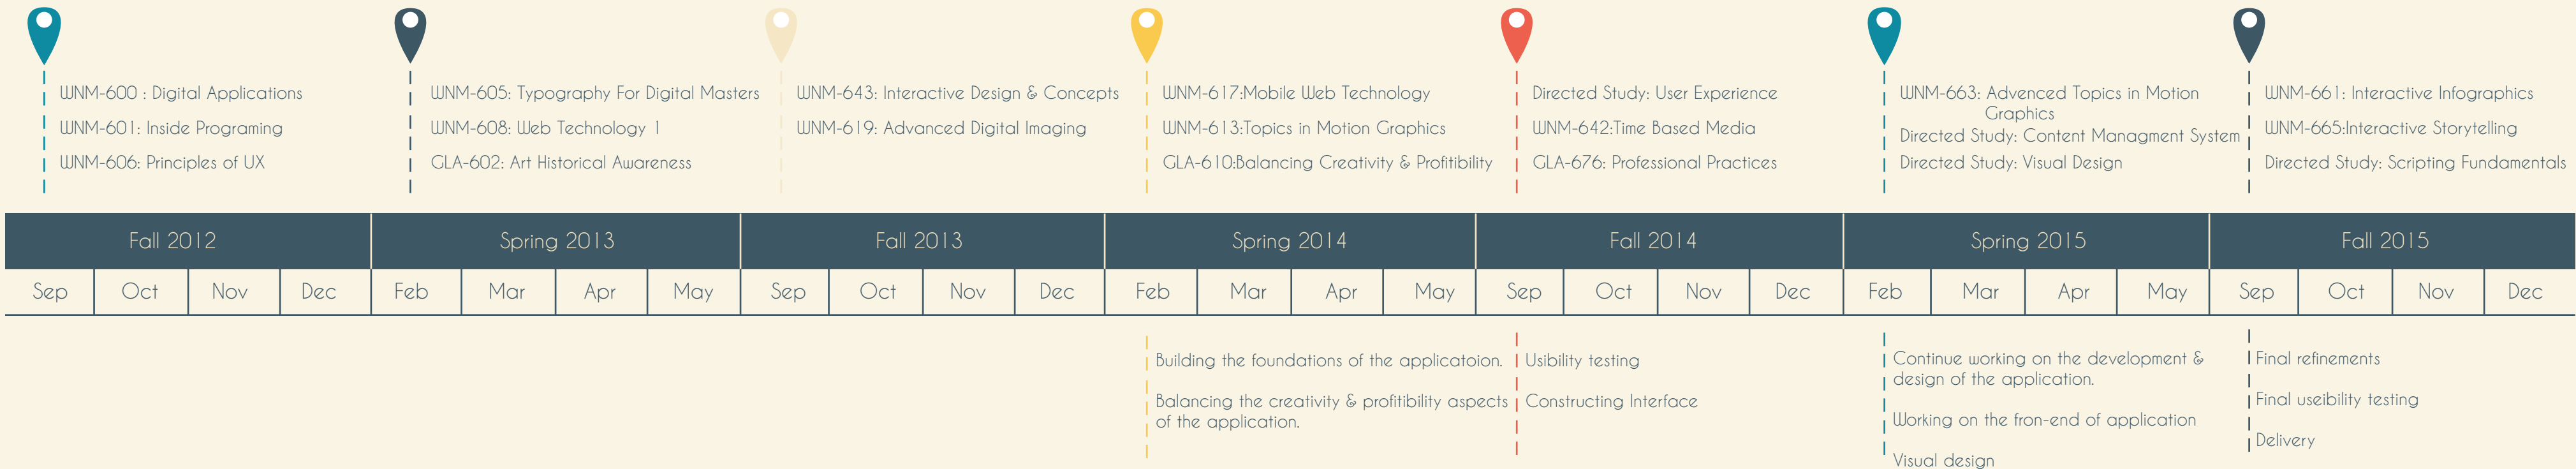 WNM-600 : Digital Applications
WNM-601: Inside Programing
WNM-606: Principles of UX
WNM-605: Typography For Digital Masters
WNM-608: Web Technology 1
GLA-602: Art Historical Awareness
WNM-643: Interactive Design & Concepts
WNM-619: Advanced Digital Imaging
WNM-617:Mobile Web Technology
WNM-613:Topics in Motion Graphics
GLA-610:Balancing Creativity & Profitibility
Directed Study: User Experience
WNM-642:Time Based Media
GLA-676: Professional Practices
WNM-663: Advenced Topics in Motion
Graphics
Directed Study: Content Managment System
Directed Study: Visual Design
WNM-661: Interactive Infographics
WNM-665:Interactive Storytelling
Directed Study: Scripting Fundamentals
Fall 2012 Spring 2013 Fall 2013 Spring 2014 Fall 2014 Spring 2015 Fall 2015
Sep Oct Nov Dec Feb Mar Apr May Sep Oct Nov Dec Feb Mar Apr May Sep Oct Nov Dec Feb Mar Apr May Sep Oct Nov Dec
Building the foundations of the applicatoion.
Balancing the creativity & profitibility aspects
of the application.
Usibility testing
Constructing Interface
Continue working on the development &
design of the application.
Working on the fron-end of application
Visual design
Final refinements
Final useibility testing
Delivery